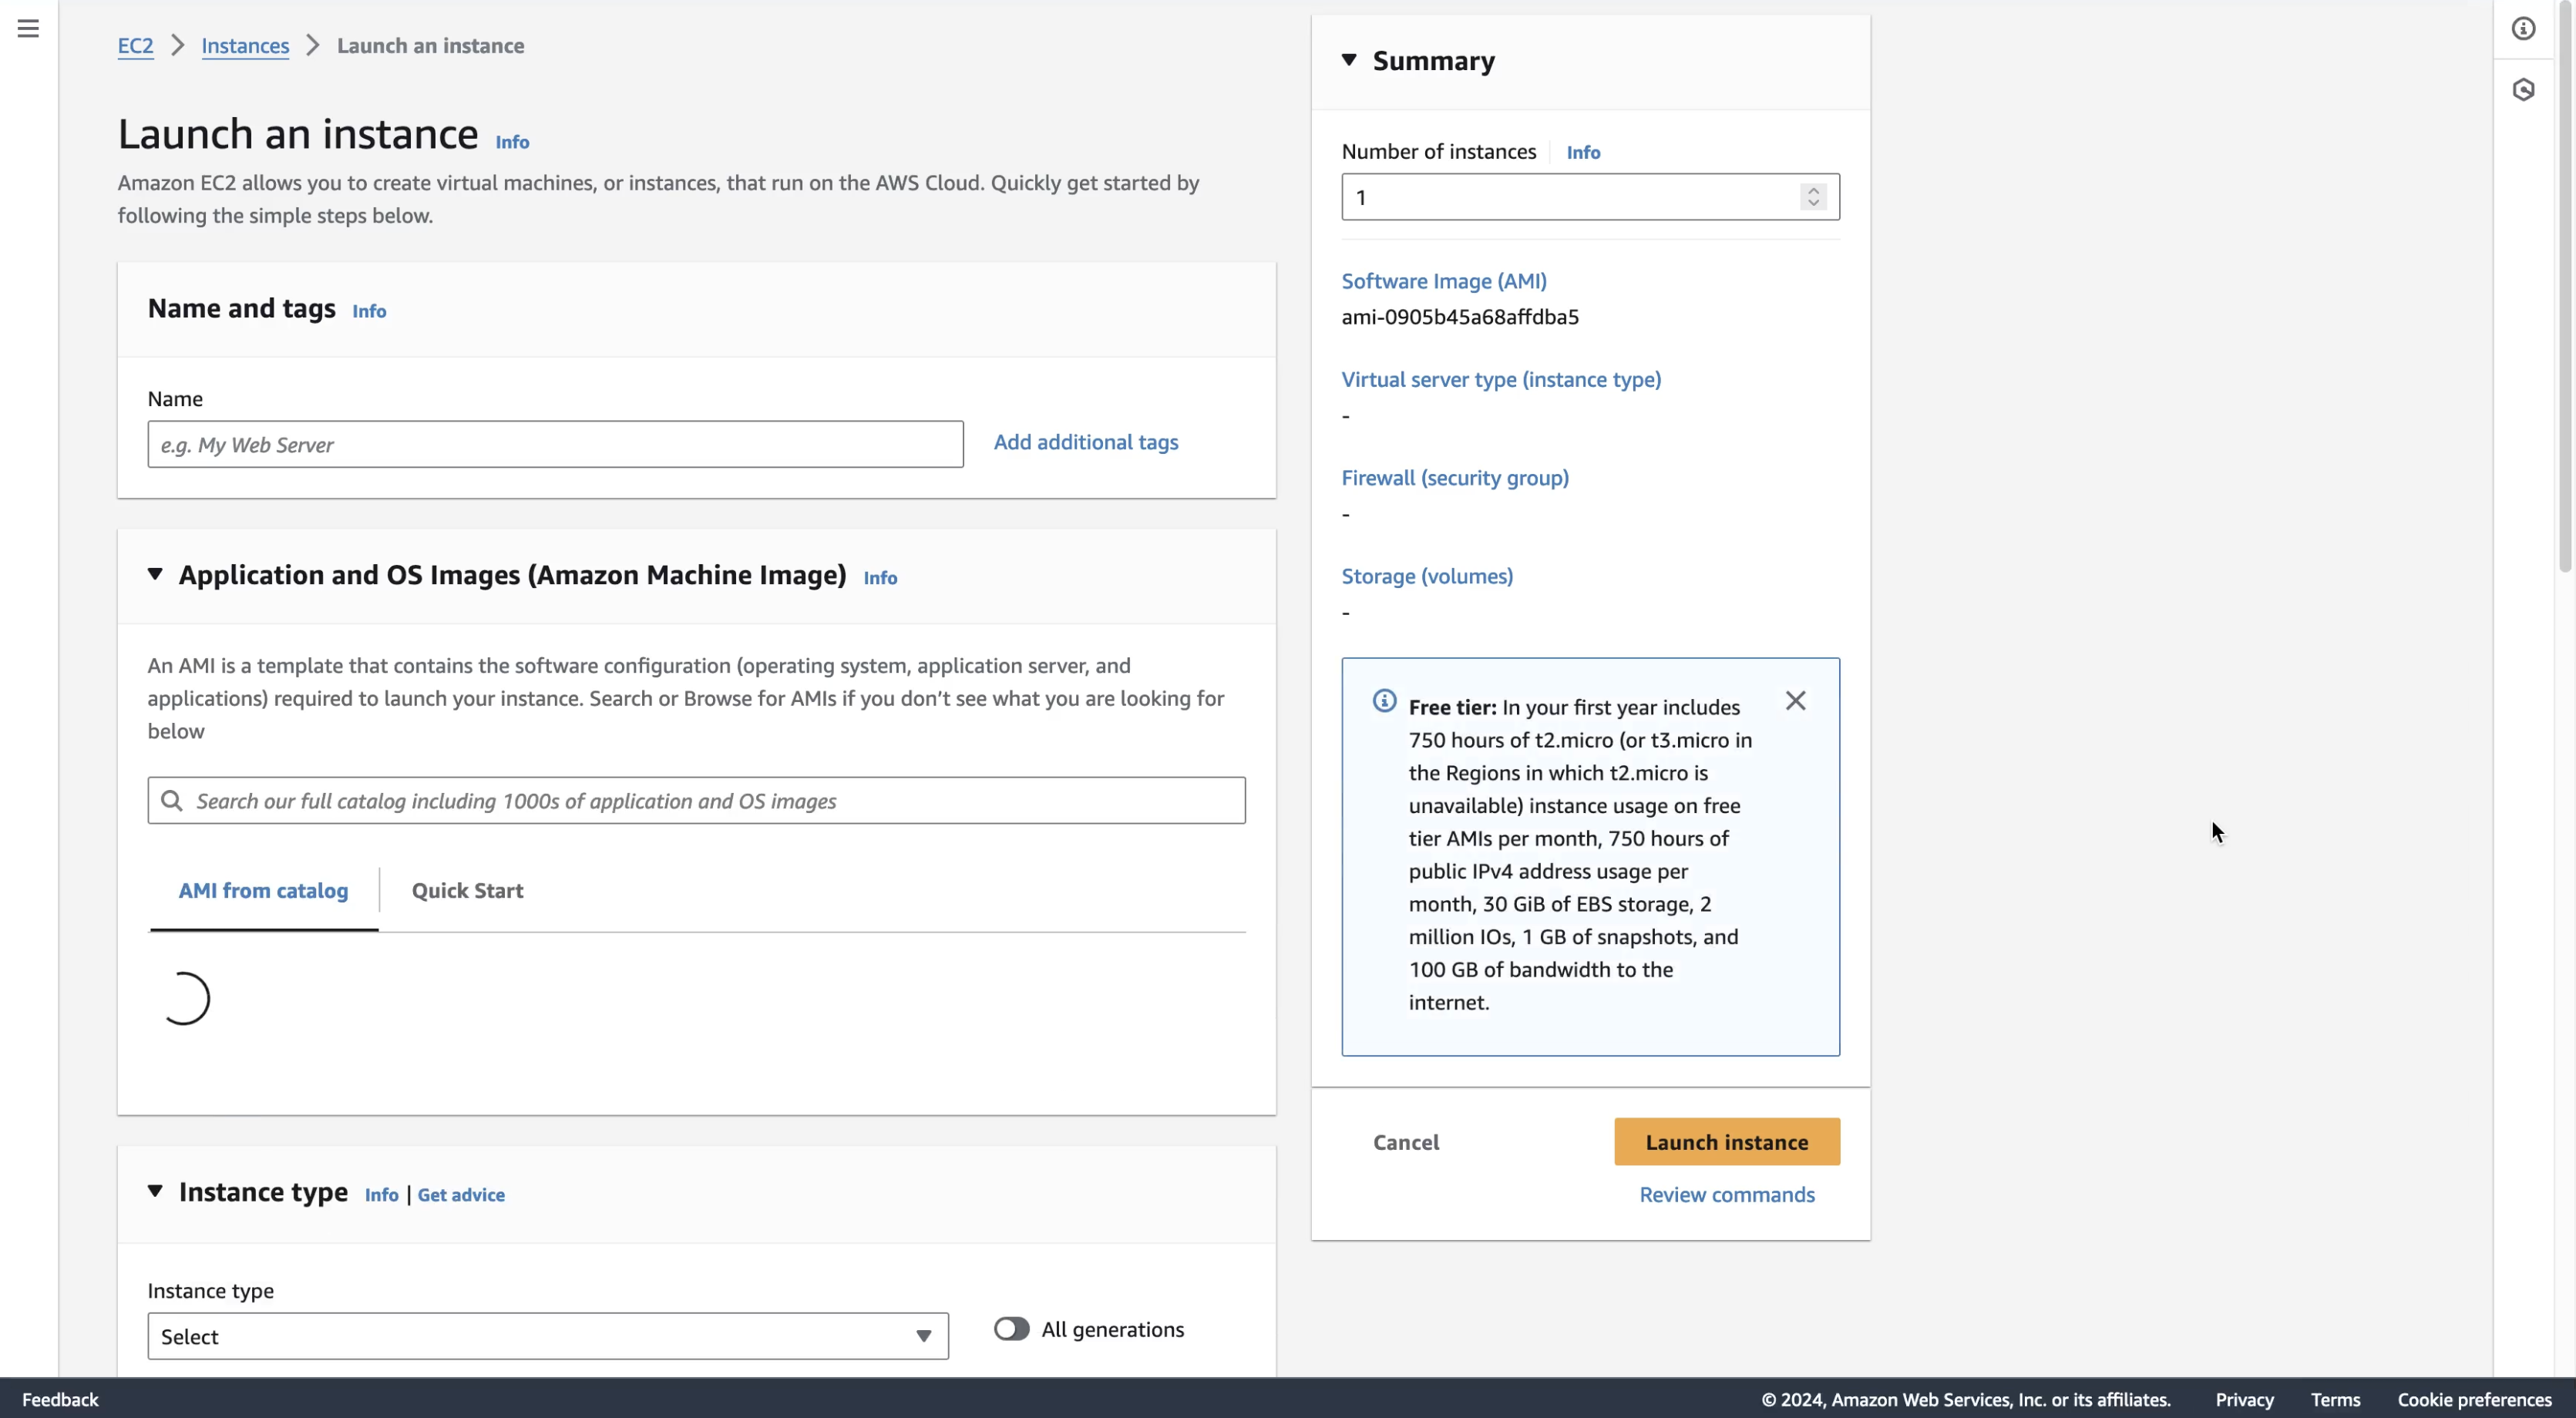 EC2 > Instances > Launch an instance
Launch an instance Info
Amazon EC2 allows you to create virtual machines, or instances, that run on the AWS Cloud. Quickly get started by
following the simple steps below.
Name and tags Info
Name
e.g. My Web Server
Add additional tags
Application and OS Images (Amazon Machine Image) Info
An AMI is a template that contains the software configuration (operating system, application server, and
applications) required to launch your instance. Search or Browse for AMIs if you don't see what you are looking for
below
Search our full catalog including 1000s of application and OS images
AMI from catalog
Quick Start
Instance type Info | Get advice
Instance type
Select
All generations
Summary
Number of instances Info
1
Software Image (AMI)
ami-0905b45a68affdba5
Virtual server type (instance type)
-
Firewall (security group)
-
Storage (volumes)
-
Free tier: In your first year includes
750 hours of t2.micro (or t3.micro in
the Regions in which t2.micro is
unavailable) instance usage on free
tier AMIs per month, 750 hours of
public IPv4 address usage per
month, 30 GiB of EBS storage, 2
million IOs, 1 GB of snapshots, and
100 GB of bandwidth to the
internet.
Cancel
Launch instance
Review commands
Feedback
© 2024, Amazon Web Services, Inc. or its affiliates.
Privacy
Terms
Cookie preferences